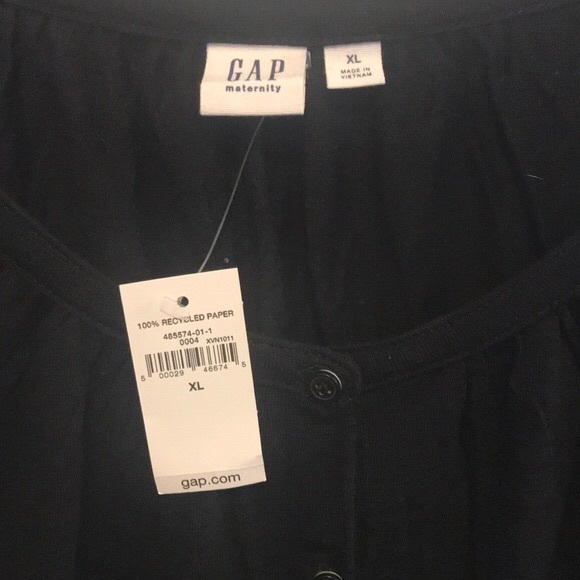 GAP
maternity
XL
MADE IN
VIETNAM
100% RECYCLED PAPER
485574-01-1
0004 XVN1011
5 00029 46674 5
XL
gap.com